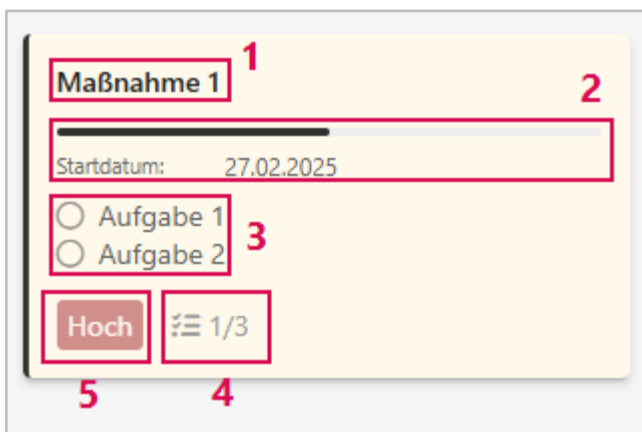 1
Maßnahme 1
2
Startdatum: 27.02.2025
Aufgabe 1
Aufgabe 2
3
Hoch 1/3
5 4